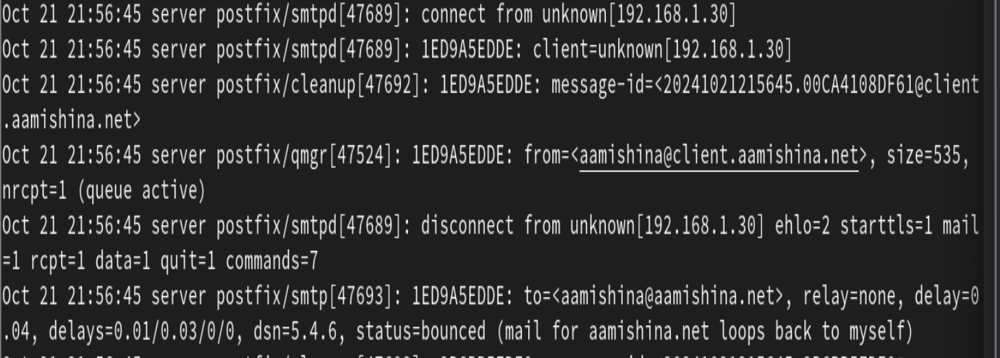 Oct 21 21:56:45 server postfix/smtpd[47689]: connect from unknown[192.168.1.30]
Oct 21 21:56:45 server postfix/smtpd[47689]: 1ED9A5EDDE: client=unknown[192.168.1.30]
Oct 21 21:56:45 server postfix/cleanup[47692]: 1ED9A5EDDE: message-id=<20241021215645.00CA4108DF61@client
.aamishina.net>
Oct 21 21:56:45 server postfix/qmgr[47524]: 1ED9A5EDDE: from=<aamishina@client.aamishina.net>, size=535,
nrcpt=1 (queue active)
Oct 21 21:56:45 server postfix/smtpd[47689]: disconnect from unknown[192.168.1.30] ehlo=2 starttls=1 mail
=1 rcpt=1 data=1 quit=1 commands=7
Oct 21 21:56:45 server postfix/smtp[47693]: 1ED9A5EDDE: to=<aamishina@aamishina.net>, relay=none, delay=0
.04, delays=0.01/0.03/0/0, dsn=5.4.6, status=bounced (mail for aamishina.net loops back to myself)